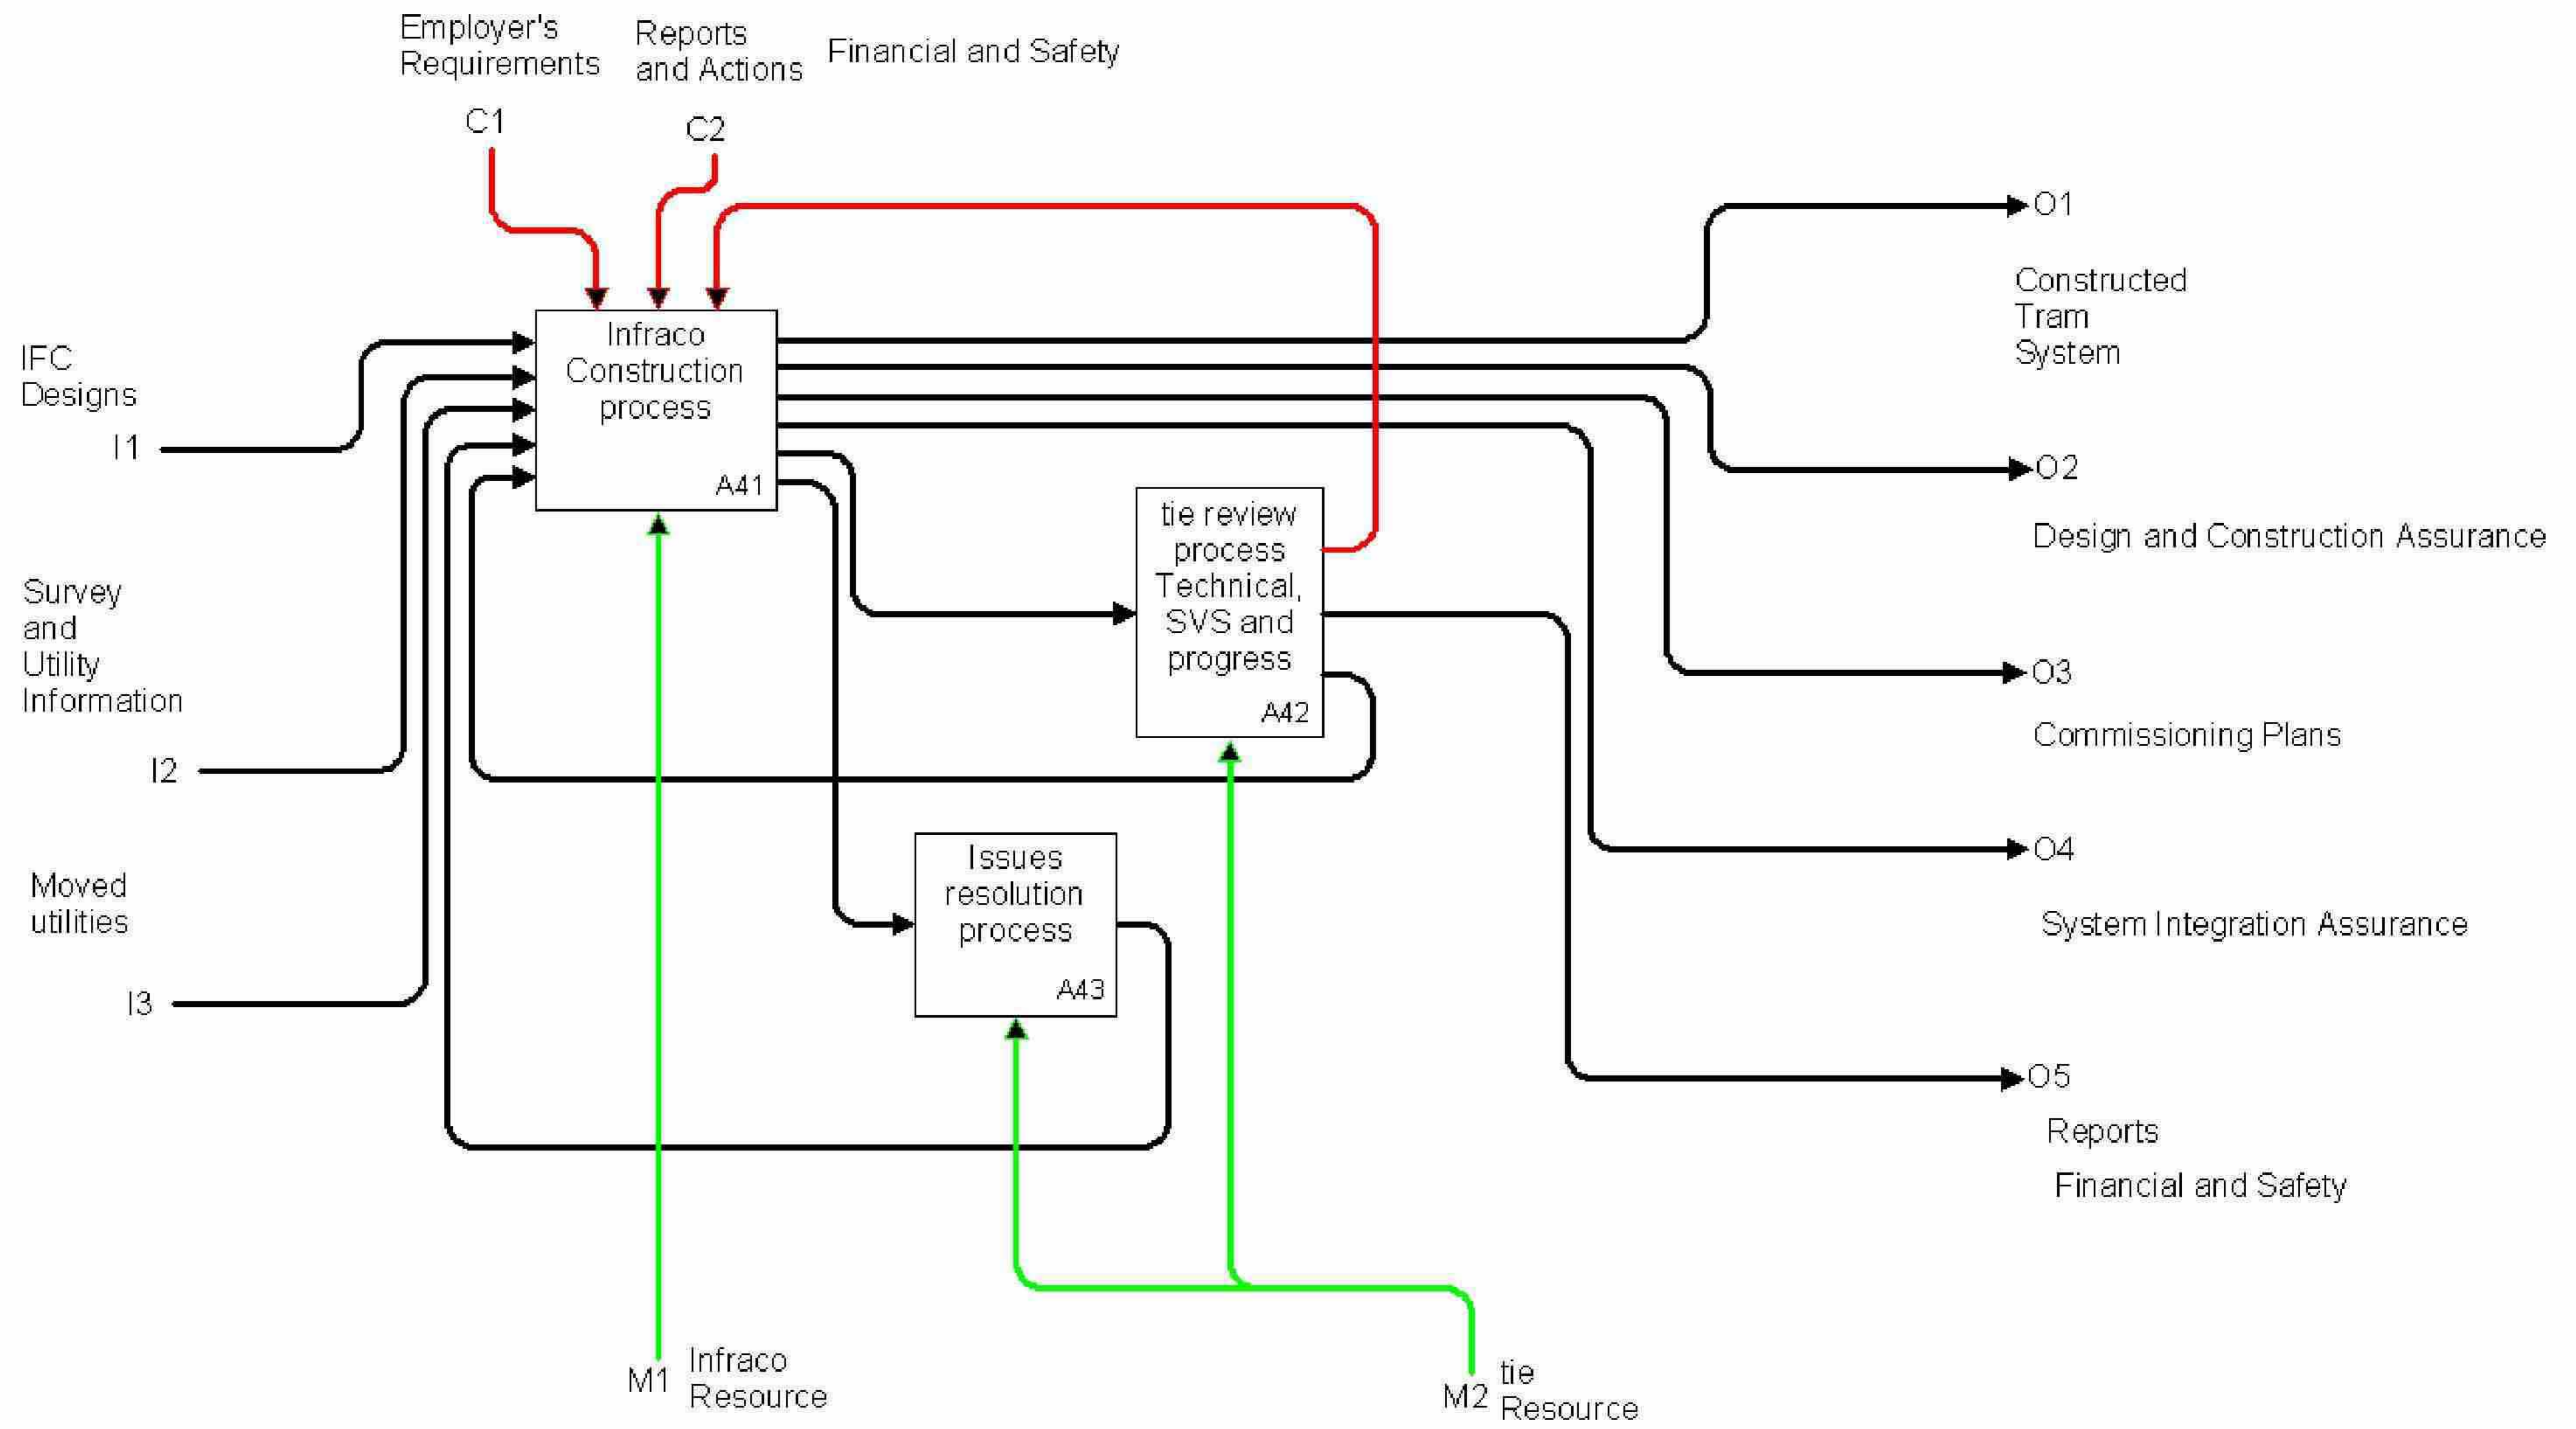 Employer's
Requirements
C1
Reports
and Actions
C2
Financial and Safety
IFC
Designs
I1
Survey
and
Utility
Information
I2
Moved
utilities
I3
Infraco
Construction
process
A41
tie review
process
Technical,
SVS and
progress
A42
Issues
resolution
process
A43
O1
Constructed
Tram
System
O2
Design and Construction Assurance
O3
Commissioning Plans
O4
System Integration Assurance
O5
Reports
Financial and Safety
M1
Infraco
Resource
M2
tie
Resource